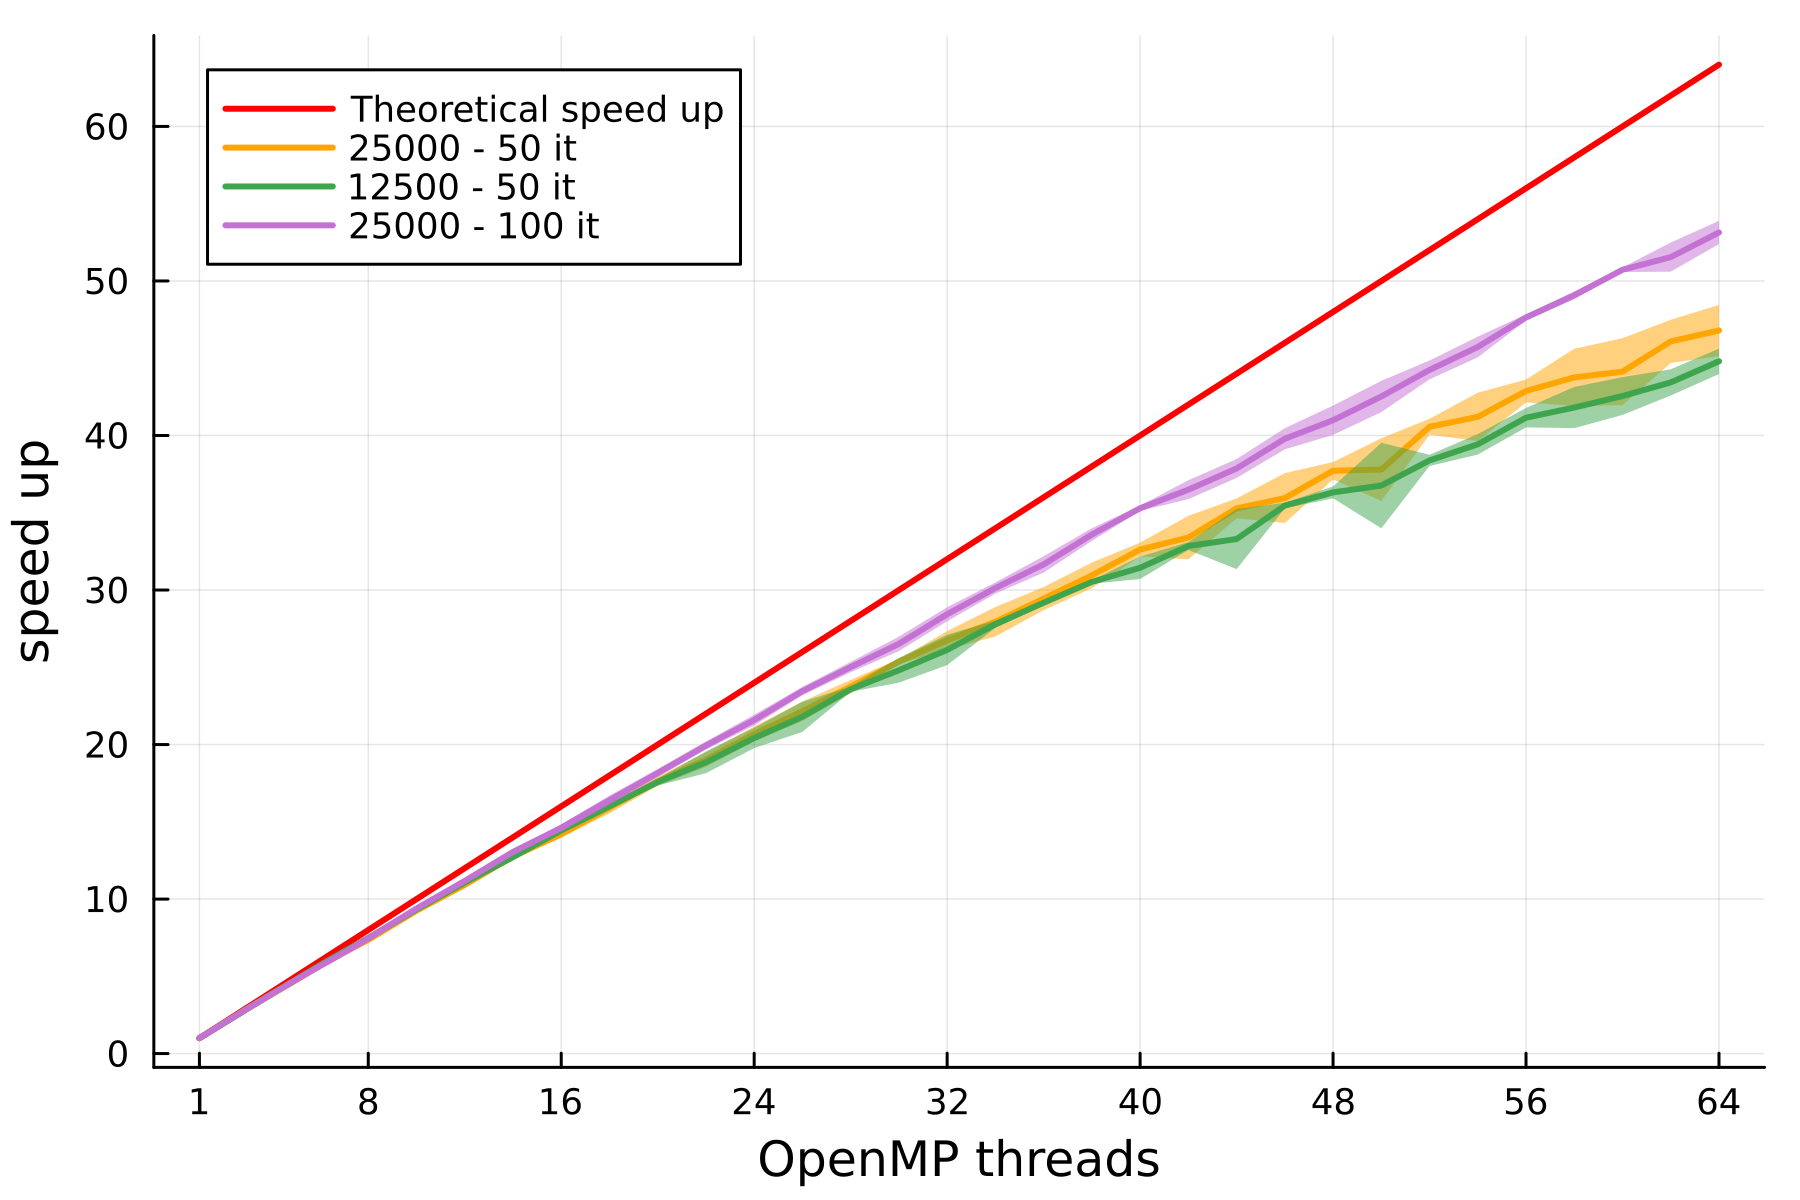 Theoretical speed up
25000 - 50 it
12500 - 50 it
25000 - 100 it
60
50
40
30
20
10
0
speed up
1 8 16 24 32 40 48 56 64
OpenMP threads